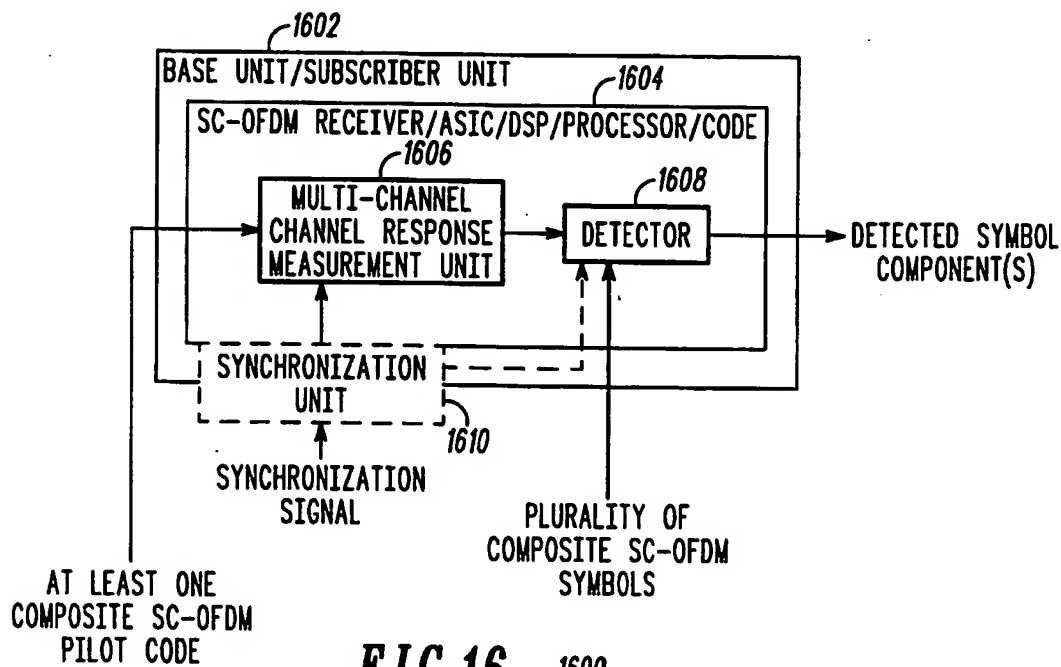 1602
BASE UNIT/SUBSCRIBER UNIT
1604
SC-OFDM RECEIVER/ASIC/DSP/PROCESSOR/CODE
1606
MULTI-CHANNEL
CHANNEL RESPONSE
MEASUREMENT UNIT
1608
DETECTOR
DETECTED SYMBOL
COMPONENT(S)
SYNCHRONIZATION
UNIT
1610
SYNCHRONIZATION
SIGNAL
PLURALITY OF
COMPOSITE SC-OFDM
SYMBOLS
AT LEAST ONE
COMPOSITE SC-OFDM
PILOT CODE
FIG.16
1600